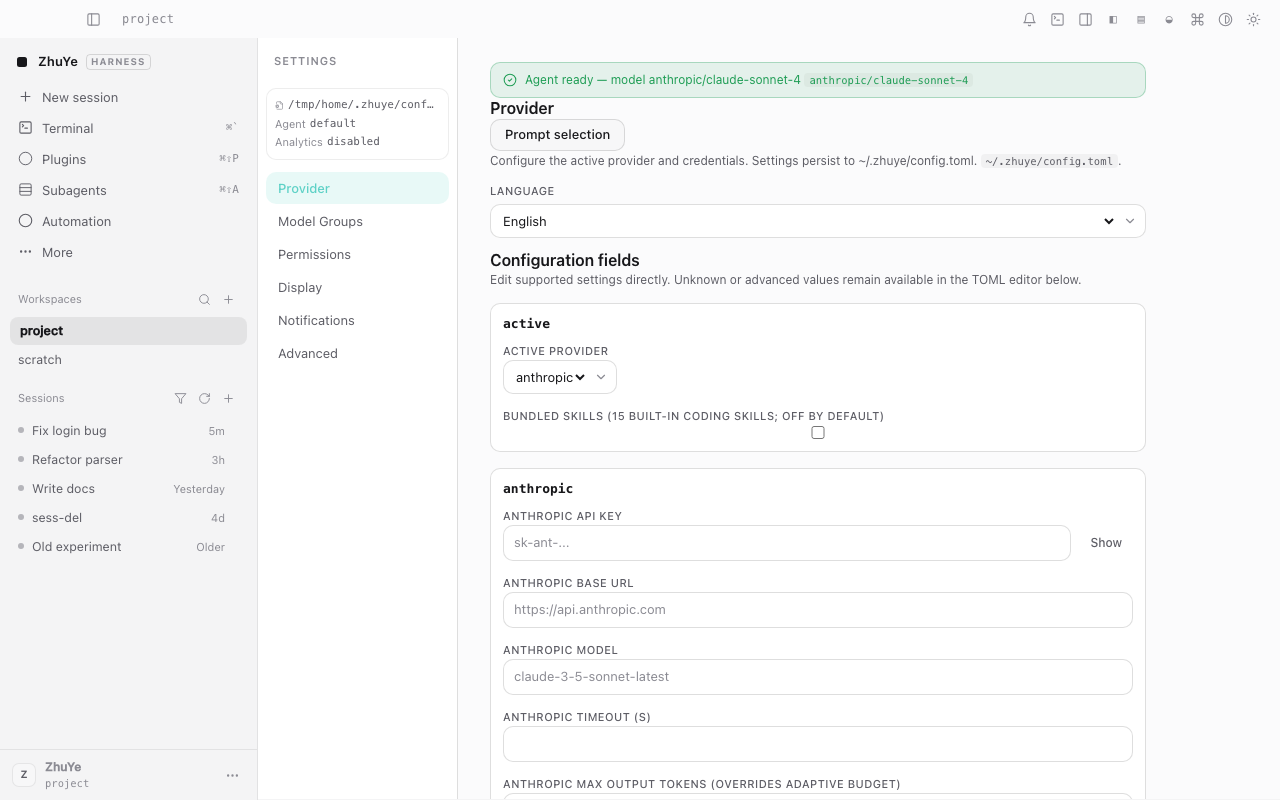 project
ZhuYe HARNESS
New session
Terminal ⌘`
Plugins ⌘⇧P
Subagents ⌘⇧A
Automation
More
Workspaces
project
scratch
Sessions
Fix login bug 5m
Refactor parser 3h
Write docs Yesterday
sess-del 4d
Old experiment Older
Z ZhuYe
project
SETTINGS
/tmp/home/.zhuye/conf…
Agent default
Analytics disabled
Provider
Model Groups
Permissions
Display
Notifications
Advanced
Agent ready — model anthropic/claude-sonnet-4 anthropic/claude-sonnet-4
Provider
Prompt selection
Configure the active provider and credentials. Settings persist to ~/.zhuye/config.toml. ~/.zhuye/config.toml.
LANGUAGE
English
Configuration fields
Edit supported settings directly. Unknown or advanced values remain available in the TOML editor below.
active
ACTIVE PROVIDER
anthropic
BUNDLED SKILLS (15 BUILT-IN CODING SKILLS; OFF BY DEFAULT)
anthropic
ANTHROPIC API KEY
sk-ant-... Show
ANTHROPIC BASE URL
https://api.anthropic.com
ANTHROPIC MODEL
claude-3-5-sonnet-latest
ANTHROPIC TIMEOUT (S)
ANTHROPIC MAX OUTPUT TOKENS (OVERRIDES ADAPTIVE BUDGET)